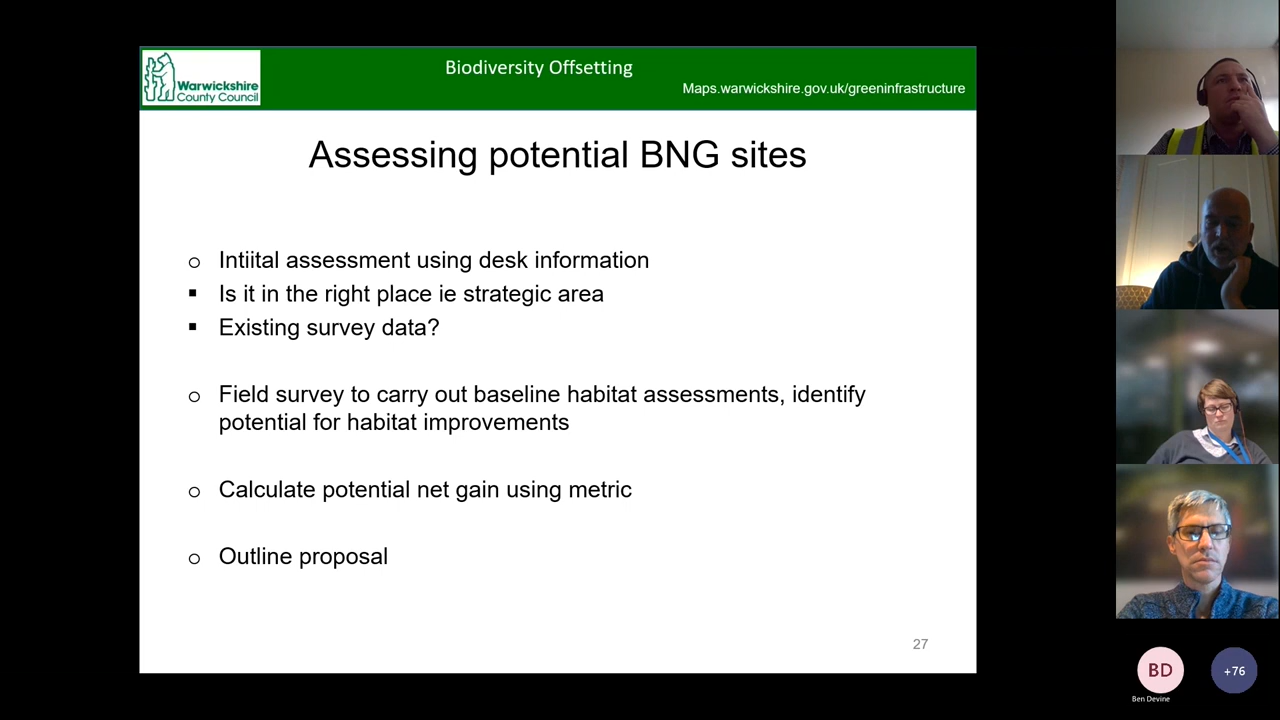 Warwickshire
County Council
Biodiversity Offsetting
Maps.warwickshire.gov.uk/greeninfrastructure
Assessing potential BNG sites
o Intiital assessment using desk information
▪ Is it in the right place ie strategic area
▪ Existing survey data?
o Field survey to carry out baseline habitat assessments, identify
potential for habitat improvements
o Calculate potential net gain using metric
o Outline proposal
27
BD
Ben Devine
+76